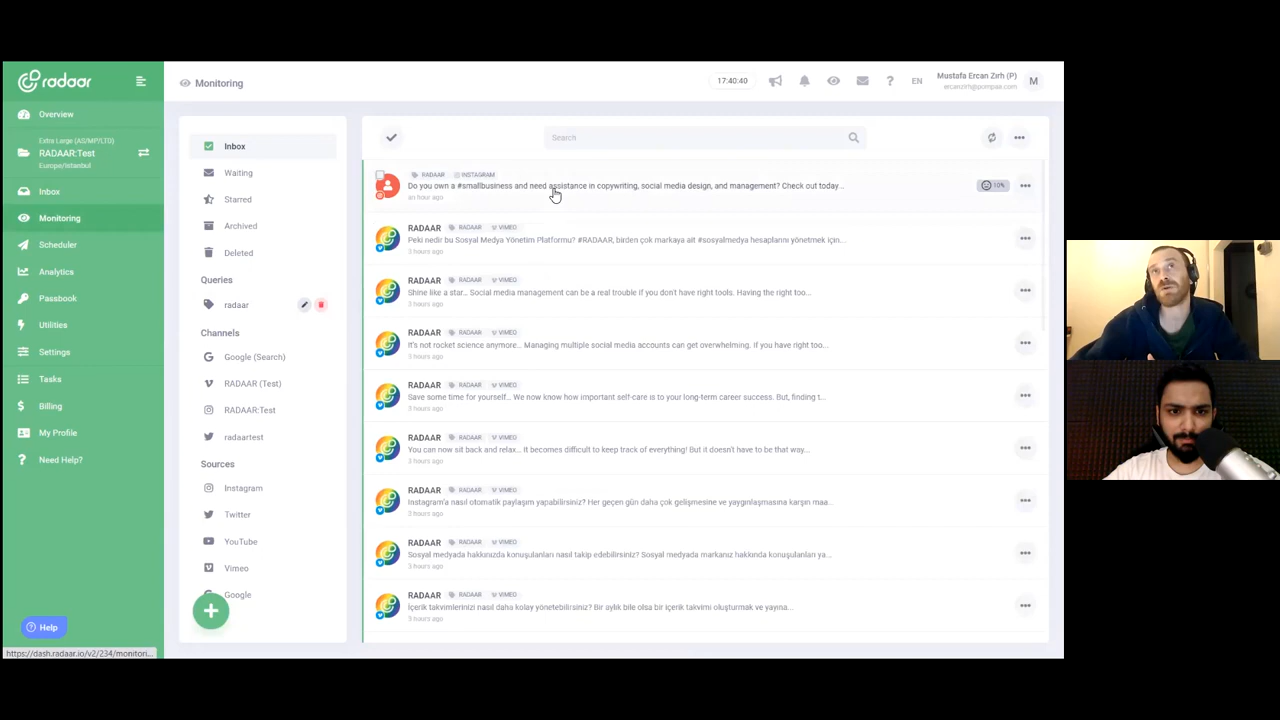 radaar
Monitoring
17:40:40
EN
Mustafa Ercan Zırh (P)
ercanzirh@pompaa.com
M
Overview
Extra Large (AS/MP/LTD)
RADAAR:Test
Europe/Istanbul
Inbox
Monitoring
Scheduler
Analytics
Passbook
Utilities
Settings
Tasks
Billing
My Profile
Need Help?
Help
https://dash.radaar.io/v2/234/monitori...
Inbox
Waiting
Starred
Archived
Deleted
Queries
radaar
Channels
Google (Search)
RADAAR (Test)
RADAAR:Test
radaartest
Sources
Instagram
Twitter
YouTube
Vimeo
Google
Search
RADAAR INSTAGRAM
Do you own a #smallbusiness and need assistance in copywriting, social media design, and management? Check out today...
an hour ago
10%
RADAAR RADAAR VIMEO
Peki nedir bu Sosyal Medya Yönetim Platformu? #RADAAR, birden çok markaya ait #sosyalmedya hesaplarını yönetmek için...
3 hours ago
RADAAR RADAAR VIMEO
Shine like a star... Social media management can be a real trouble if you don't have right tools. Having the right too...
3 hours ago
RADAAR RADAAR VIMEO
It's not rocket science anymore... Managing multiple social media accounts can get overwhelming. If you have right too...
3 hours ago
RADAAR RADAAR VIMEO
Save some time for yourself... We now know how important self-care is to your long-term career success. But, finding t...
3 hours ago
RADAAR RADAAR VIMEO
You can now sit back and relax... It becomes difficult to keep track of everything! But it doesn't have to be that way...
3 hours ago
RADAAR RADAAR VIMEO
Instagram'a nasıl otomatik paylaşım yapabilirsiniz? Her geçen gün daha çok gelişmesine ve yaygınlaşmasına karşın maa...
3 hours ago
RADAAR RADAAR VIMEO
Sosyal medyada hakkınızda konuşulanları nasıl takip edebilirsiniz? Sosyal medyada markanız hakkında konuşulanları ya...
3 hours ago
RADAAR RADAAR VIMEO
İçerik takvimlerinizi nasıl daha kolay yönetebilirsiniz? Bir aylık bile olsa bir içerik takvimi oluşturmak ve yayına...
3 hours ago